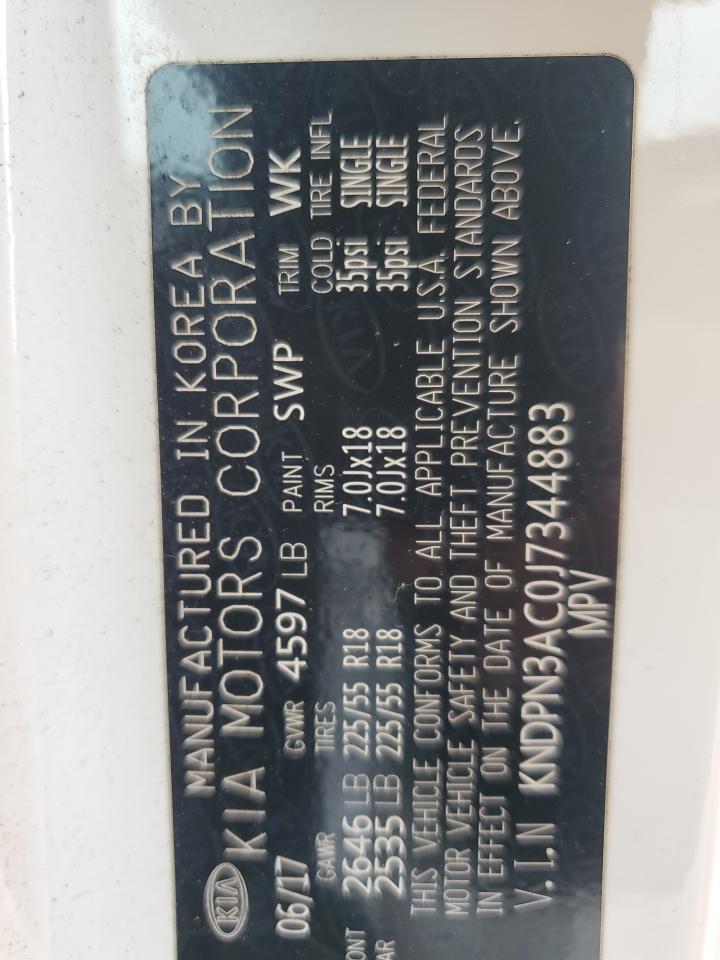 MANUFACTURED IN KOREA BY
KIA KIA MOTORS CORPORATION
06/17 GVWR 4597 LB PAINT SWP TRIM WK
GAWR TIRES RIMS COLD TIRE INFL
ONT 2646 LB 225/55 R18 7.0Jx18 35psi SINGLE
AR 2535 LB 225/55 R18 7.0Jx18 35psi SINGLE
THIS VEHICLE CONFORMS TO ALL APPLICABLE U.S.A. FEDERAL
MOTOR VEHICLE SAFETY AND THEFT PREVENTION STANDARDS
IN EFFECT ON THE DATE OF MANUFACTURE SHOWN ABOVE.
V.I.N KNDPN3AC0J7344883
MPV